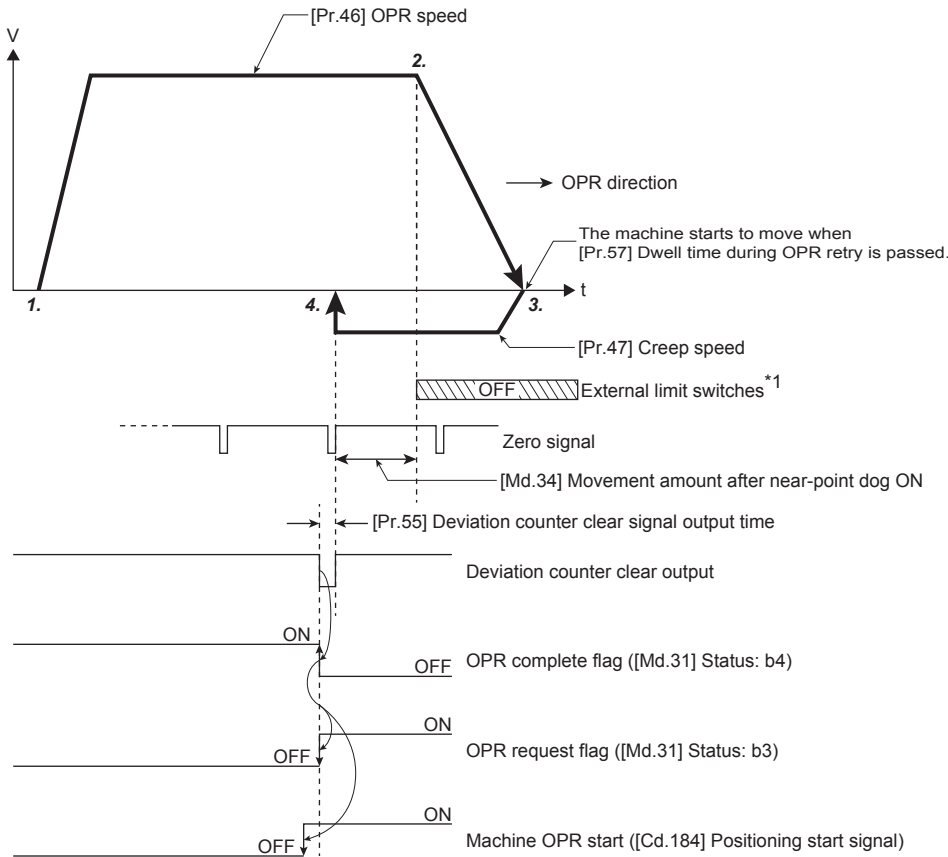 [Pr.46] OPR speed
V
2.
OPR direction
The machine starts to move when
[Pr.57] Dwell time during OPR retry is passed.
1.
4.
3.
t
[Pr.47] Creep speed
OFF
External limit switches*1
Zero signal
[Md.34] Movement amount after near-point dog ON
[Pr.55] Deviation counter clear signal output time
Deviation counter clear output
ON
OFF
OPR complete flag ([Md.31] Status: b4)
ON
OFF
OPR request flag ([Md.31] Status: b3)
ON
OFF
Machine OPR start ([Cd.184] Positioning start signal)